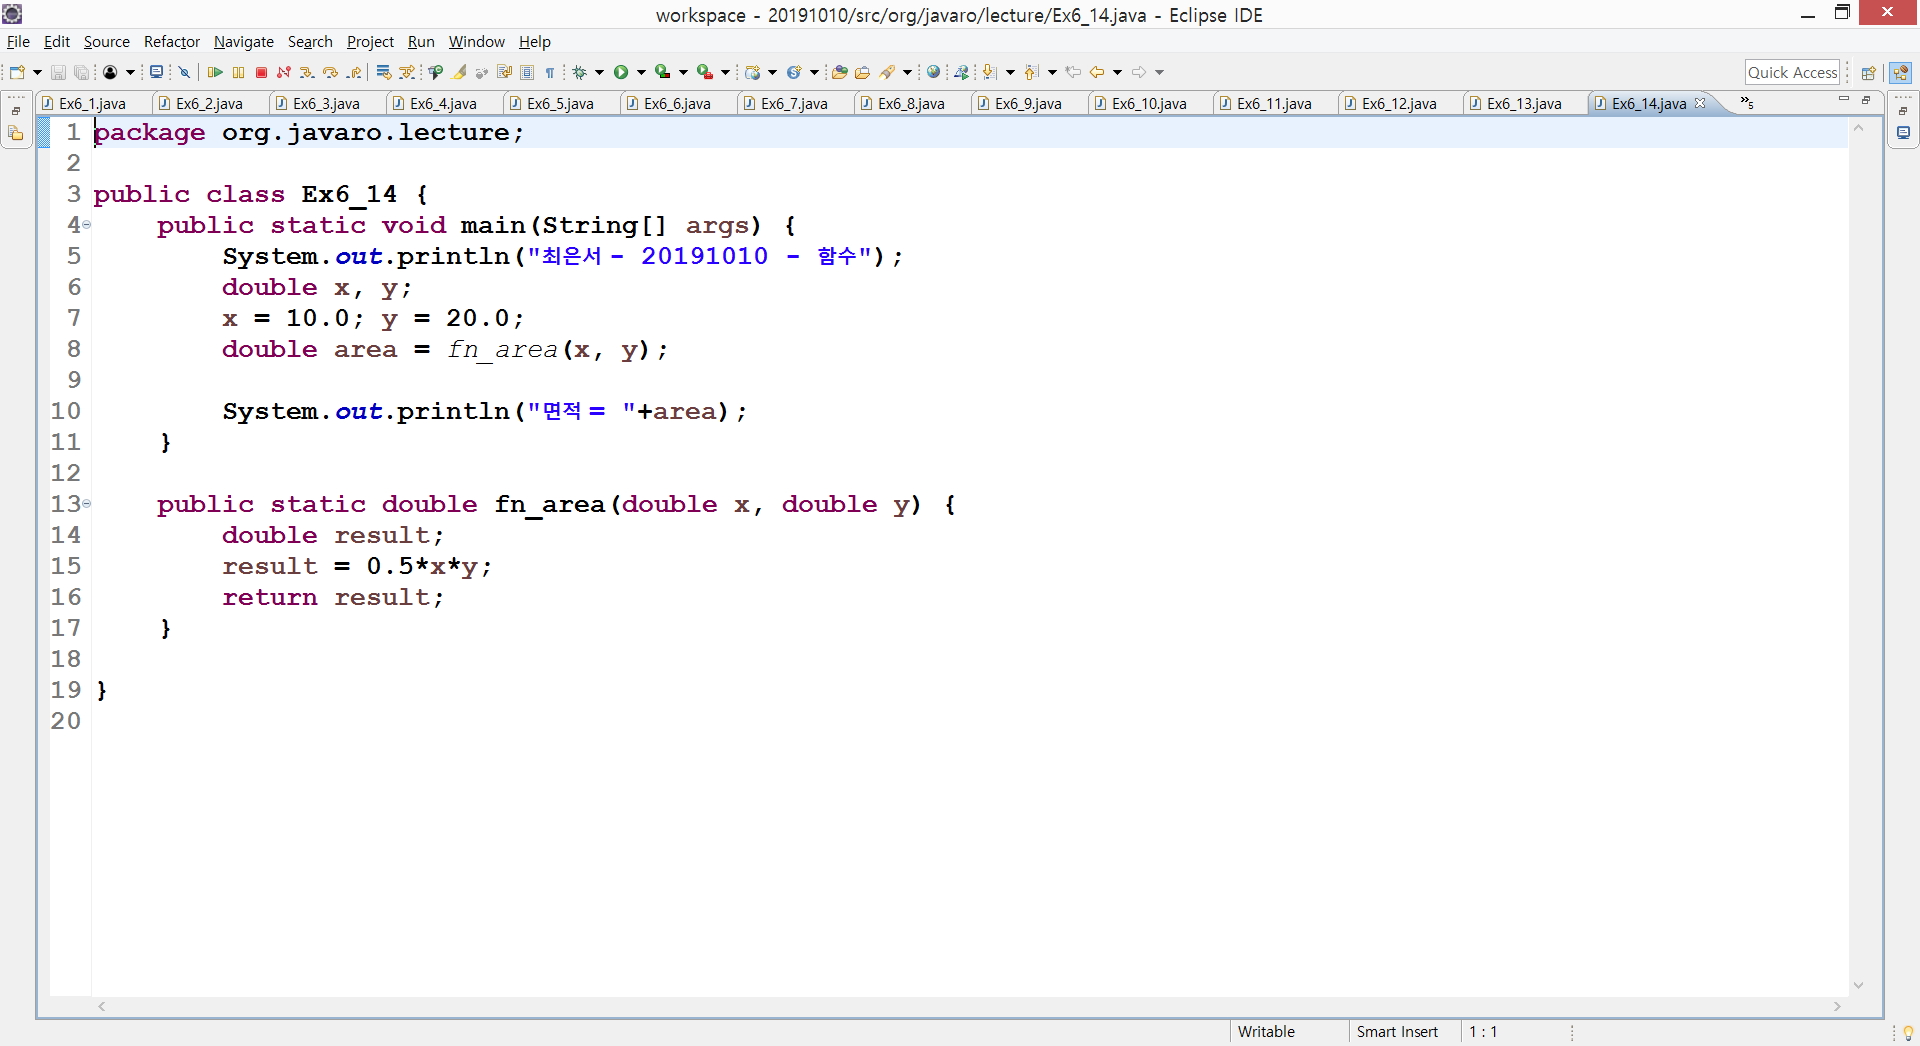 workspace - 20191010/src/org/javaro/lecture/Ex6_14.java - Eclipse IDE
File Edit Source Refactor Navigate Search Project Run Window Help
Quick Access
Ex6_1.java Ex6_2.java Ex6_3.java Ex6_4.java Ex6_5.java Ex6_6.java Ex6_7.java Ex6_8.java Ex6_9.java Ex6_10.java Ex6_11.java Ex6_12.java Ex6_13.java Ex6_14.java »5
1 package org.javaro.lecture;
2
3 public class Ex6_14 {
4 public static void main(String[] args) {
5 System.out.println("최은서 - 20191010 - 함수");
6 double x, y;
7 x = 10.0; y = 20.0;
8 double area = fn_area(x, y);
9
10 System.out.println("면적 = "+area);
11 }
12
13 public static double fn_area(double x, double y) {
14 double result;
15 result = 0.5*x*y;
16 return result;
17 }
18
19 }
20
Writable Smart Insert 1 : 1